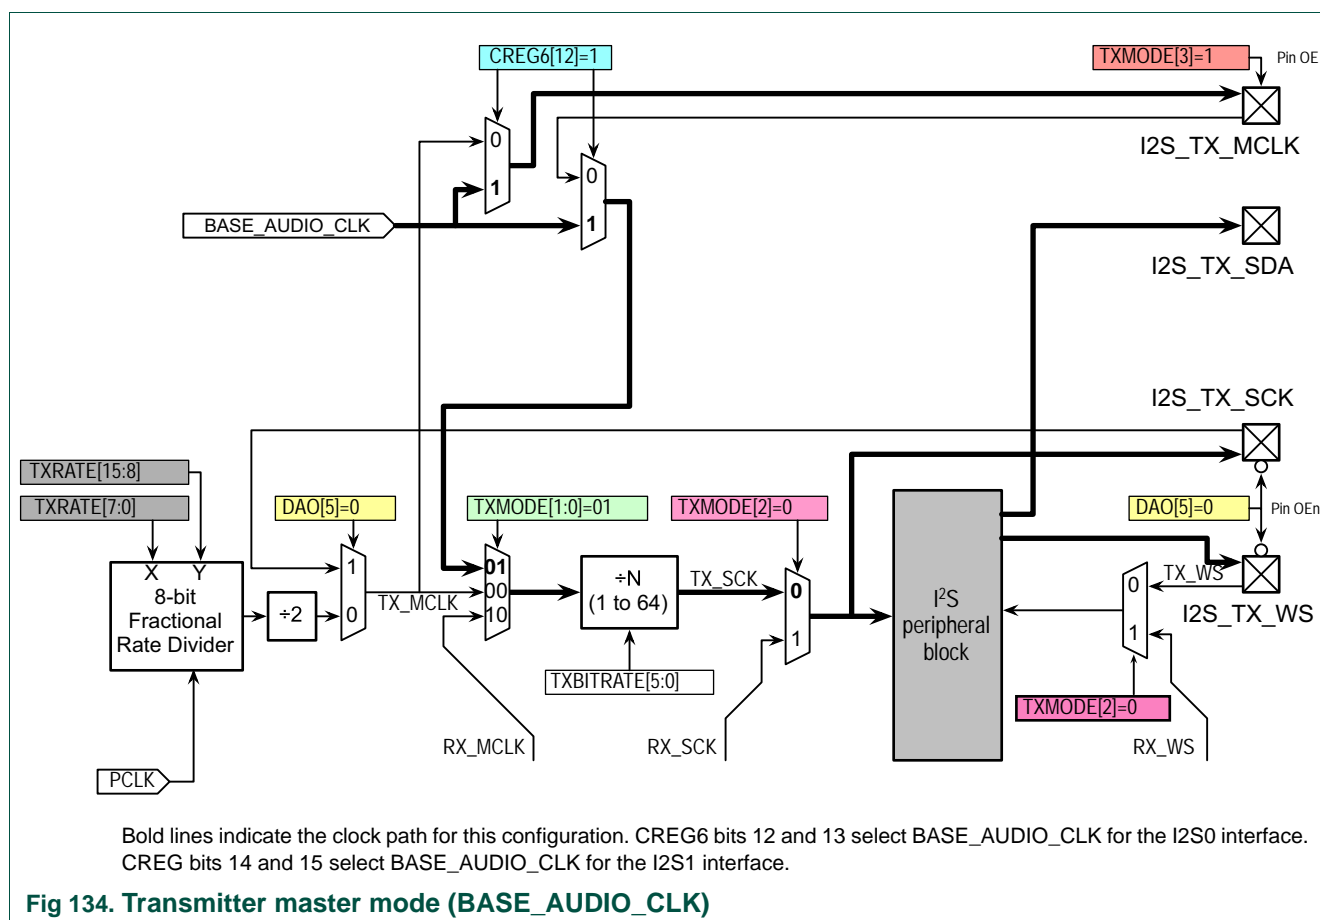 CREG6[12]=1
TXMODE[3]=1
Pin OE
0
1
I2S_TX_MCLK
0
1
BASE_AUDIO_CLK
I2S_TX_SDA
I2S_TX_SCK
TXRATE[15:8]
TXRATE[7:0]
DAO[5]=0
TXMODE[1:0]=01
TXMODE[2]=0
DAO[5]=0
Pin OEn
X Y
8-bit
Fractional
Rate Divider
÷2
1
0
TX_MCLK
01
00
10
÷N
(1 to 64)
TX_SCK
0
1
I²S
peripheral
block
TX_WS
0
1
I2S_TX_WS
TXBITRATE[5:0]
TXMODE[2]=0
RX_MCLK
RX_SCK
RX_WS
PCLK
Bold lines indicate the clock path for this configuration. CREG6 bits 12 and 13 select BASE_AUDIO_CLK for the I2S0 interface.
CREG bits 14 and 15 select BASE_AUDIO_CLK for the I2S1 interface.
Fig 134. Transmitter master mode (BASE_AUDIO_CLK)